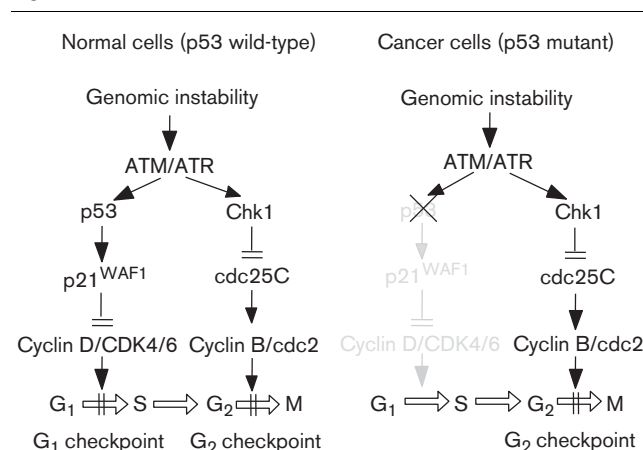 Normal cells (p53 wild-type)
Cancer cells (p53 mutant)
Genomic instability
ATM/ATR
p53
Chk1
p21WAF1
cdc25C
Cyclin D/CDK4/6
Cyclin B/cdc2
G1
S
G2
M
G1 checkpoint
G2 checkpoint
Genomic instability
ATM/ATR
p53
Chk1
p21WAF1
cdc25C
Cyclin D/CDK4/6
Cyclin B/cdc2
G1
S
G2
M
G2 checkpoint